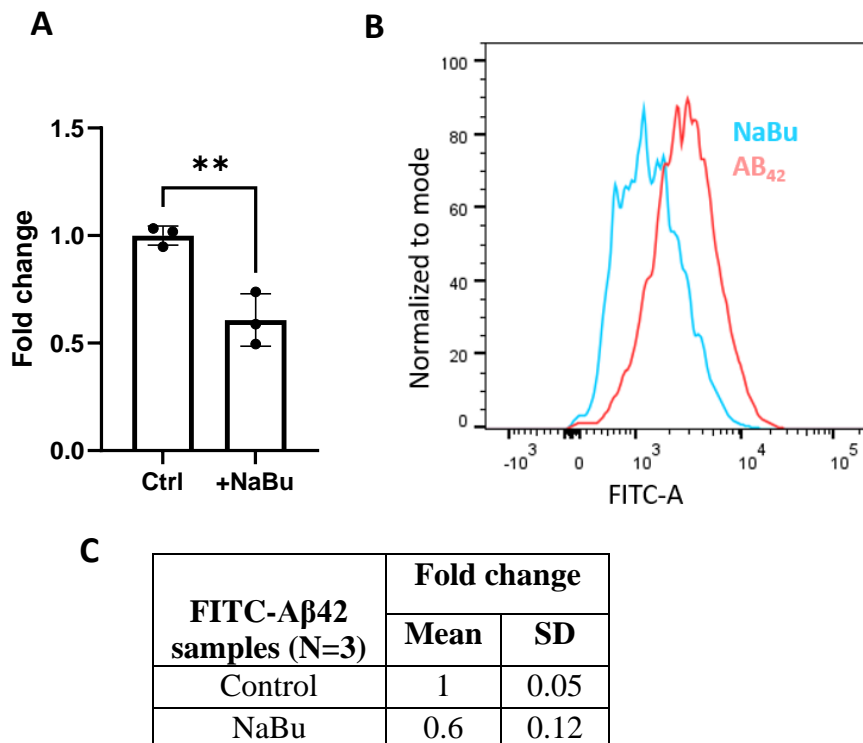 A
Fold change
1.5
1.0
0.5
0.0
**
Ctrl +NaBu
B
Normalized to mode
100
80
60
40
20
0
NaBu
AB₄₂
-10³ 0 10³ 10⁴ 10⁵
FITC-A
C
FITC-Aβ42
samples (N=3)
Fold change
Mean SD
Control 1 0.05
NaBu 0.6 0.12